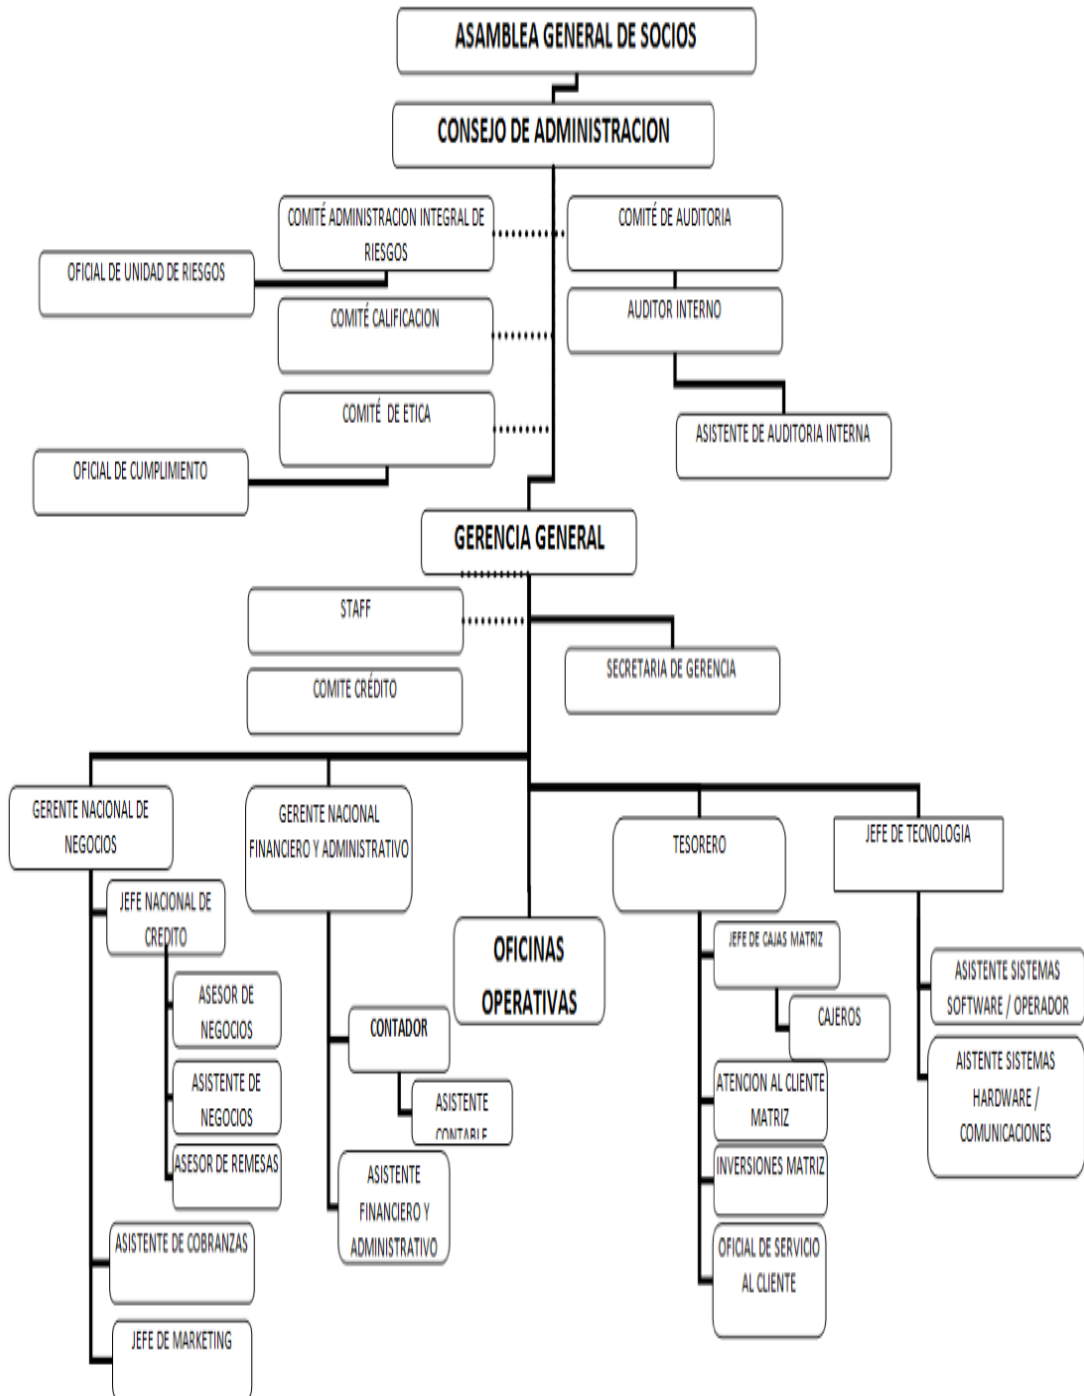 ASAMBLEA GENERAL DE SOCIOS
CONSEJO DE ADMINISTRACION
COMITÉ ADMINISTRACION INTEGRAL DE
RIESGOS
COMITÉ DE AUDITORIA
OFICIAL DE UNIDAD DE RIESGOS
COMITÉ CALIFICACION
AUDITOR INTERNO
COMITÉ DE ETICA
ASISTENTE DE AUDITORIA INTERNA
OFICIAL DE CUMPLIMIENTO
GERENCIA GENERAL
STAFF
SECRETARIA DE GERENCIA
COMITE CRÉDITO
GERENTE NACIONAL DE
NEGOCIOS
GERENTE NACIONAL
FINANCIERO Y ADMINISTRATIVO
TESORERO
JEFE DE TECNOLOGIA
JEFE NACIONAL DE
CREDITO
ASESOR DE
NEGOCIOS
ASISTENTE DE
NEGOCIOS
ASESOR DE REMESAS
ASISTENTE DE COBRANZAS
JEFE DE MARKETING
CONTADOR
ASISTENTE
CONTABLE
ASISTENTE
FINANCIERO Y
ADMINISTRATIVO
OFICINAS
OPERATIVAS
JEFE DE CAJAS MATRIZ
CAJEROS
ATENCION AL CLIENTE
MATRIZ
INVERSIONES MATRIZ
OFICIAL DE SERVICIO
AL CLIENTE
ASISTENTE SISTEMAS
SOFTWARE / OPERADOR
AISTENTE SISTEMAS
HARDWARE /
COMUNICACIONES